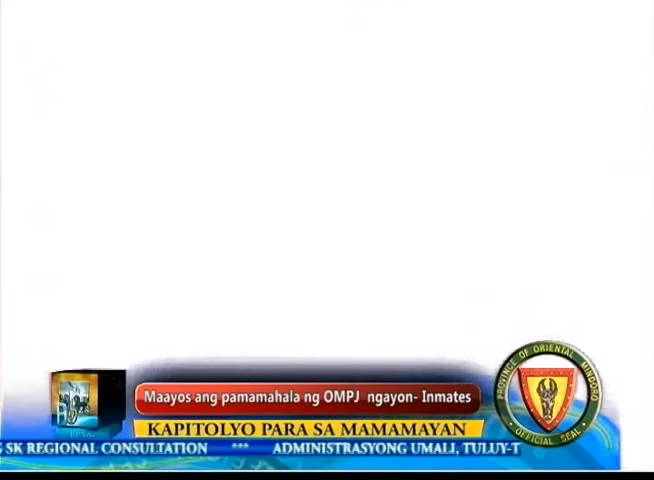 Maayos ang pamamahala ng OMPJ ngayon- Inmates
KAPITOLYO PARA SA MAMAMAYAN
SK REGIONAL CONSULTATION *** ADMINISTRASYONG UMALI, TULUY-T
PROVINCE OF ORIENTAL MINDORO
OFFICIAL SEAL